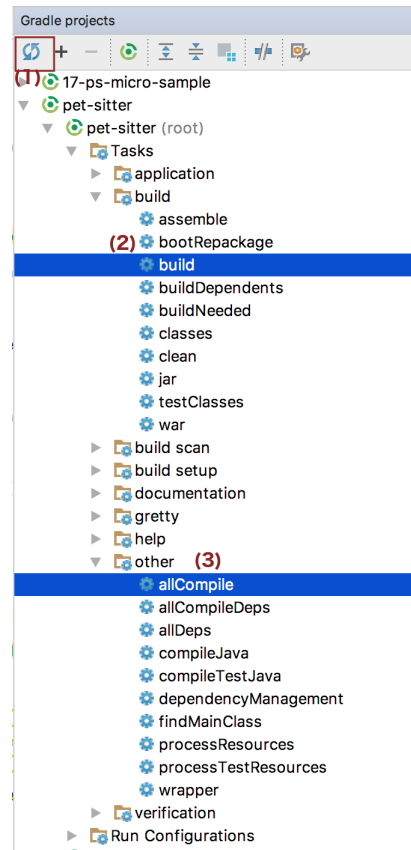 Gradle projects
(1)
17-ps-micro-sample
pet-sitter
pet-sitter (root)
Tasks
application
build
assemble
(2) bootRepackage
build
buildDependents
buildNeeded
classes
clean
jar
testClasses
war
build scan
build setup
documentation
gretty
help
other (3)
allCompile
allCompileDeps
allDeps
compileJava
compileTestJava
dependencyManagement
findMainClass
processResources
processTestResources
wrapper
verification
Run Configurations